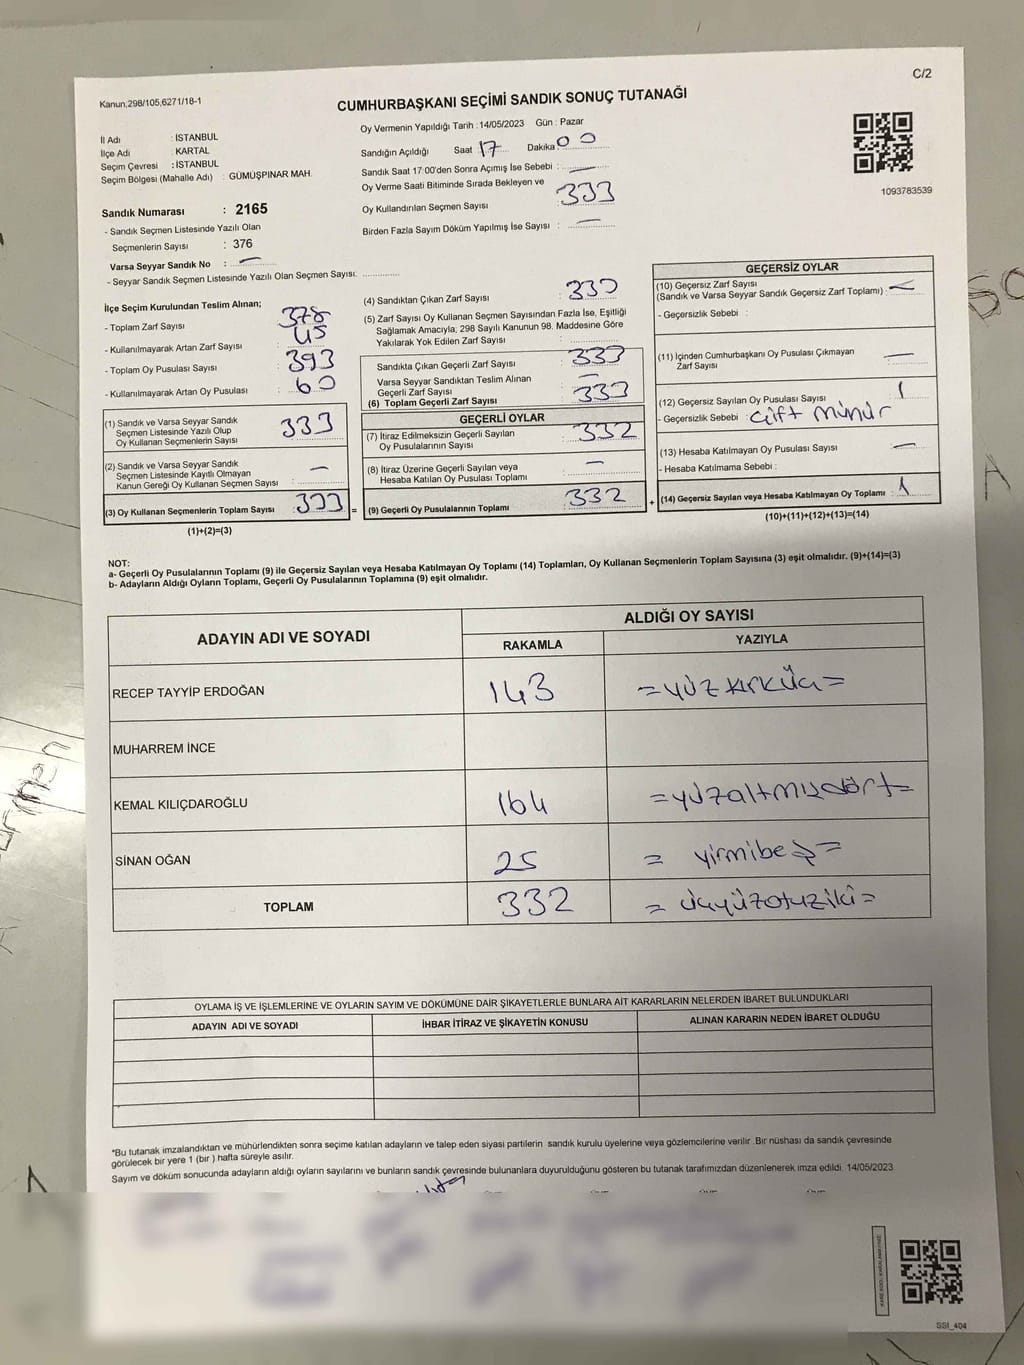 C/2
Kanun,298/105,6271/18-1
CUMHURBAŞKANI SEÇİMİ SANDIK SONUÇ TUTANAĞI
İl Adı : İSTANBUL
İlçe Adı : KARTAL
Seçim Çevresi : İSTANBUL
Seçim Bölgesi (Mahalle Adı) : GÜMÜŞPINAR MAH.
Oy Vermenin Yapıldığı Tarih : 14/05/2023 Gün : Pazar
Sandığın Açıldığı Saat 17 Dakika : 00
Sandık Saat 17:00'den Sonra Açımış İse Sebebi : —
Oy Verme Saati Bitiminde Sırada Bekleyen ve
Oy Kullandırılan Seçmen Sayısı : 333
Birden Fazla Sayım Döküm Yapılmış İse Sayısı : —
1093783539
Sandık Numarası : 2165
- Sandık Seçmen Listesinde Yazılı Olan
Seçmenlerin Sayısı : 376
Varsa Seyyar Sandık No : —
- Seyyar Sandık Seçmen Listesinde Yazılı Olan Seçmen Sayısı:
İlçe Seçim Kurulundan Teslim Alınan;
- Toplam Zarf Sayısı : 378
- Kullanılmayarak Artan Zarf Sayısı : 45
- Toplam Oy Pusulası Sayısı : 393
- Kullanılmayarak Artan Oy Pusulası : 60
(1) Sandık ve Varsa Seyyar Sandık
Seçmen Listesinde Yazılı Olup
Oy Kullanan Seçmenlerin Sayısı : 333
(2) Sandık ve Varsa Seyyar Sandık
Seçmen Listesinde Kayıtlı Olmayan
Kanun Gereği Oy Kullanan Seçmen Sayısı : —
(3) Oy Kullanan Seçmenlerin Toplam Sayısı : 333
(1)+(2)=(3)
(4) Sandıktan Çıkan Zarf Sayısı : 333
(5) Zarf Sayısı Oy Kullanan Seçmen Sayısından Fazla İse, Eşitliği
Sağlamak Amacıyla; 298 Sayılı Kanunun 98. Maddesine Göre
Yakılarak Yok Edilen Zarf Sayısı :
Sandıkta Çıkan Geçerli Zarf Sayısı : 333
Varsa Seyyar Sandıktan Teslim Alınan
Geçerli Zarf Sayısı : —
(6) Toplam Geçerli Zarf Sayısı : 333
GEÇERLİ OYLAR
(7) İtiraz Edilmeksizin Geçerli Sayılan
Oy Pusulalarının Sayısı : 332
(8) İtiraz Üzerine Geçerli Sayılan veya
Hesaba Katılan Oy Pusulası Toplamı : —
= (9) Geçerli Oy Pusulalarının Toplamı : 332
GEÇERSİZ OYLAR
(10) Geçersiz Zarf Sayısı
(Sandık ve Varsa Seyyar Sandık Geçersiz Zarf Toplamı) : —
- Geçersizlik Sebebi :
(11) İçinden Cumhurbaşkanı Oy Pusulası Çıkmayan
Zarf Sayısı : —
(12) Geçersiz Sayılan Oy Pusulası Sayısı : 1
- Geçersizlik Sebebi : Çift Mühür
(13) Hesaba Katılmayan Oy Pusulası Sayısı : —
- Hesaba Katılmama Sebebi :
+ (14) Geçersiz Sayılan veya Hesaba Katılmayan Oy Toplamı : 1
(10)+(11)+(12)+(13)=(14)
NOT:
a- Geçerli Oy Pusulalarının Toplamı (9) ile Geçersiz Sayılan veya Hesaba Katılmayan Oy Toplamı (14) Toplamları, Oy Kullanan Seçmenlerin Toplam Sayısına (3) eşit olmalıdır. (9)+(14)=(3)
b- Adayların Aldığı Oyların Toplamı, Geçerli Oy Pusulalarının Toplamına (9) eşit olmalıdır.
ADAYIN ADI VE SOYADI
ALDIĞI OY SAYISI
RAKAMLA YAZIYLA
RECEP TAYYİP ERDOĞAN 143 =yüzkırküç=
MUHARREM İNCE
KEMAL KILIÇDAROĞLU 164 =yüzaltmışdört=
SİNAN OĞAN 25 = yirmibeş=
TOPLAM 332 = üçyüzotuziki=
OYLAMA İŞ VE İŞLEMLERİNE VE OYLARIN SAYIM VE DÖKÜMÜNE DAİR ŞİKAYETLERLE BUNLARA AİT KARARLARIN NELERDEN İBARET BULUNDUKLARI
ADAYIN ADI VE SOYADI İHBAR İTİRAZ VE ŞİKAYETİN KONUSU ALINAN KARARIN NEDEN İBARET OLDUĞU
*Bu tutanak imzalandıktan ve mühürlendikten sonra seçime katılan adayların ve talep eden siyasi partilerin sandık kurulu üyelerine veya gözlemcilerine verilir .Bir nüshası da sandık çevresinde
görülecek bir yere 1 (bir ) hafta süreyle asılır.
Sayım ve döküm sonucunda adayların aldığı oyların sayılarını ve bunların sandık çevresinde bulunanlara duyurulduğunu gösteren bu tutanak tarafımızdan düzenlenerek imza edildi. 14/05/2023
SSI_404